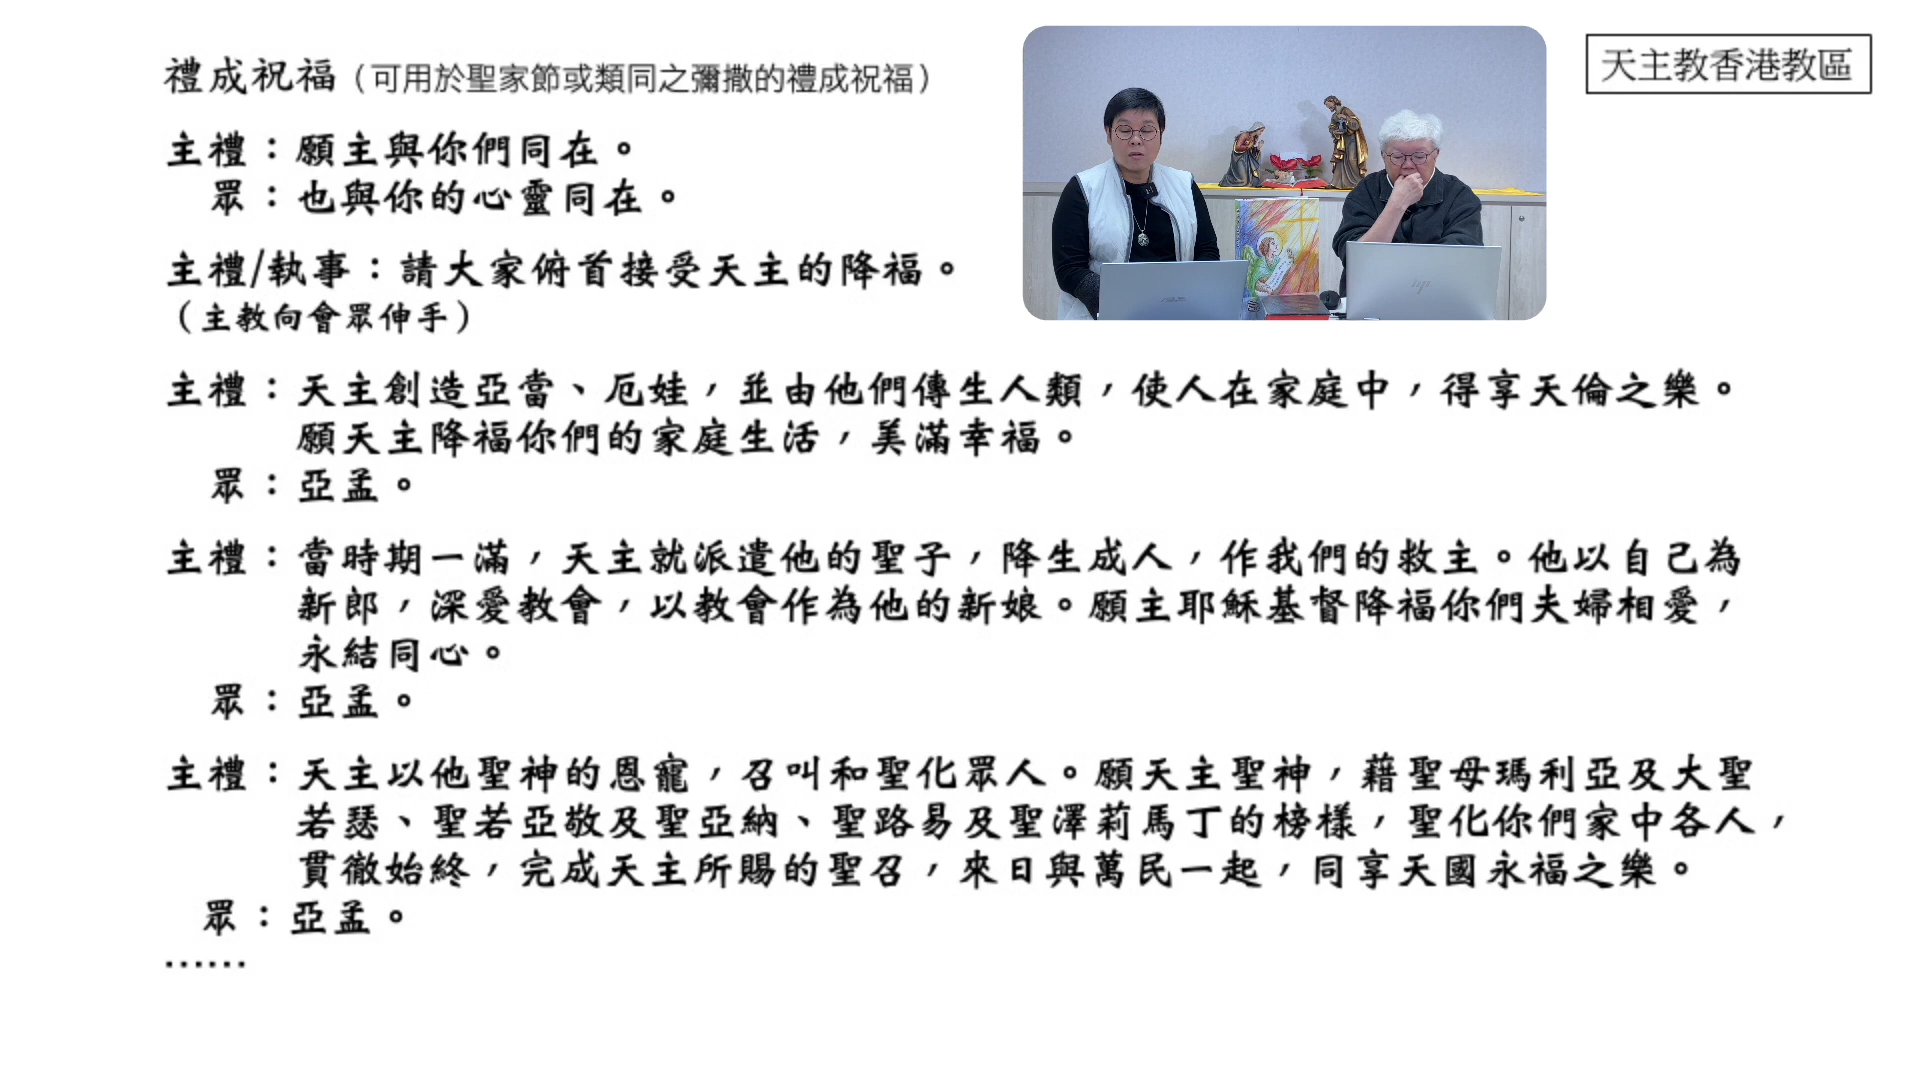 禮成祝福（可用於聖家節或類同之彌撒的禮成祝福）
天主教香港教區
主禮：願主與你們同在。
眾：也與你的心靈同在。
主禮/執事：請大家俯首接受天主的降福。
（主教向會眾伸手）
主禮：天主創造亞當、厄娃，並由他們傳生人類，使人在家庭中，得享天倫之樂。
願天主降福你們的家庭生活，美滿幸福。
眾：亞孟。
主禮：當時期一滿，天主就派遣他的聖子，降生成人，作我們的救主。他以自己為
新郎，深愛教會，以教會作為他的新娘。願主耶穌基督降福你們夫婦相愛，
永結同心。
眾：亞孟。
主禮：天主以他聖神的恩寵，召叫和聖化眾人。願天主聖神，藉聖母瑪利亞及大聖
若瑟、聖若亞敬及聖亞納、聖路易及聖澤莉馬丁的榜樣，聖化你們家中各人，
貫徹始終，完成天主所賜的聖召，來日與萬民一起，同享天國永福之樂。
眾：亞孟。
……